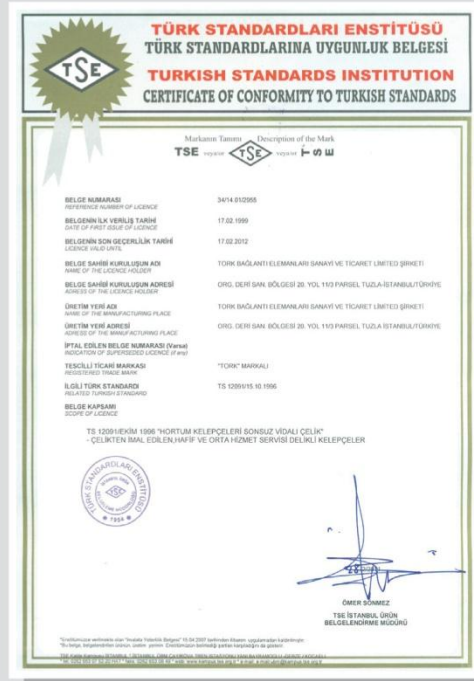 TÜRK STANDARDLARI ENSTİTÜSÜ
TÜRK STANDARDLARINA UYGUNLUK BELGESİ
TURKISH STANDARDS INSTITUTION
CERTIFICATE OF CONFORMITY TO TURKISH STANDARDS
TSE
Markanın Tanımı Description of the Mark
TSE veya/or TSE veya/or TSE
BELGE NUMARASI 34/14.01/2955
REFERENCE NUMBER OF LICENCE
BELGENİN İLK VERİLİŞ TARİHİ 17.02.1999
DATE OF FIRST ISSUE OF LICENCE
BELGENİN SON GEÇERLİLİK TARİHİ 17.02.2012
LICENCE VALID UNTIL
BELGE SAHİBİ KURULUŞUN ADI TORK BAĞLANTI ELEMANLARI SANAYİ VE TİCARET LİMİTED ŞİRKETİ
NAME OF THE LICENCE HOLDER
BELGE SAHİBİ KURULUŞUN ADRESİ ORG. DERİ SAN. BÖLGESİ 20. YOL 11/3 PARSEL TUZLA-İSTANBUL/TÜRKİYE
ADRESS OF THE LICENCE HOLDER
ÜRETİM YERİ ADI TORK BAĞLANTI ELEMANLARI SANAYİ VE TİCARET LİMİTED ŞİRKETİ
NAME OF THE MANUFACTURING PLACE
ÜRETİM YERİ ADRESİ ORG. DERİ SAN. BÖLGESİ 20. YOL 11/3 PARSEL TUZLA İSTANBUL/TÜRKİYE
ADRESS OF THE MANUFACTURING PLACE
İPTAL EDİLEN BELGE NUMARASI (Varsa)
INDICATION OF SUPERSEDED LICENCE (if any)
TESCİLLİ TİCARİ MARKASI "TORK" MARKALI
REGISTERED TRADE MARK
İLGİLİ TÜRK STANDARDI TS 12091/15.10.1996
RELATED TURKISH STANDARD
BELGE KAPSAMI
SCOPE OF LICENCE
TS 12091/EKİM 1996 "HORTUM KELEPÇELERİ SONSUZ VİDALI ÇELİK"
- ÇELİKTEN İMAL EDİLEN,HAFİF VE ORTA HİZMET SERVİSİ DELİKLİ KELEPÇELER
TÜRK STANDARDLARI ENSTİTÜSÜ
TSE
* 1954 *
ÖMER SÖNMEZ
TSE İSTANBUL ÜRÜN
BELGELENDİRME MÜDÜRÜ